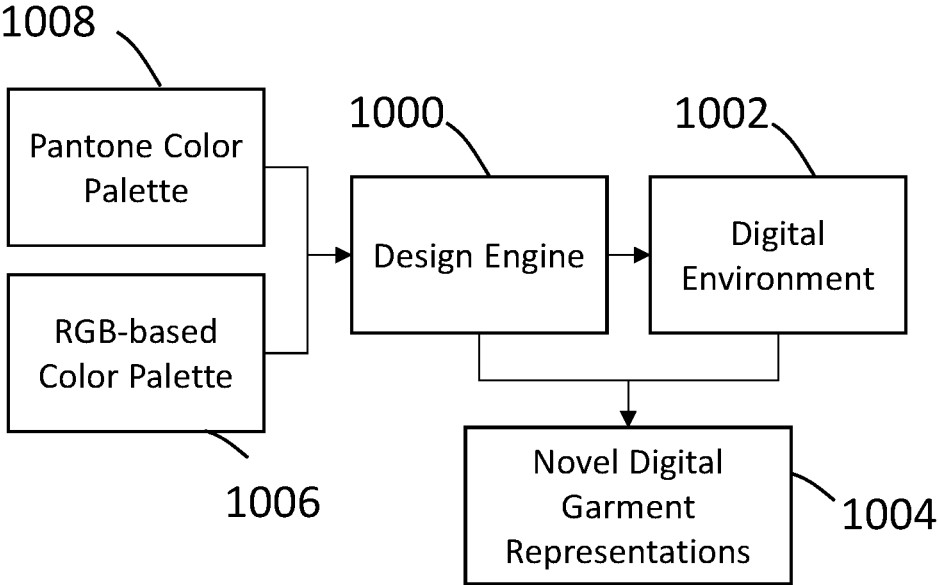 1008
Pantone Color
Palette
1000
Design Engine
1002
Digital
Environment
RGB-based
Color Palette
1006
Novel Digital
Garment
Representations
1004